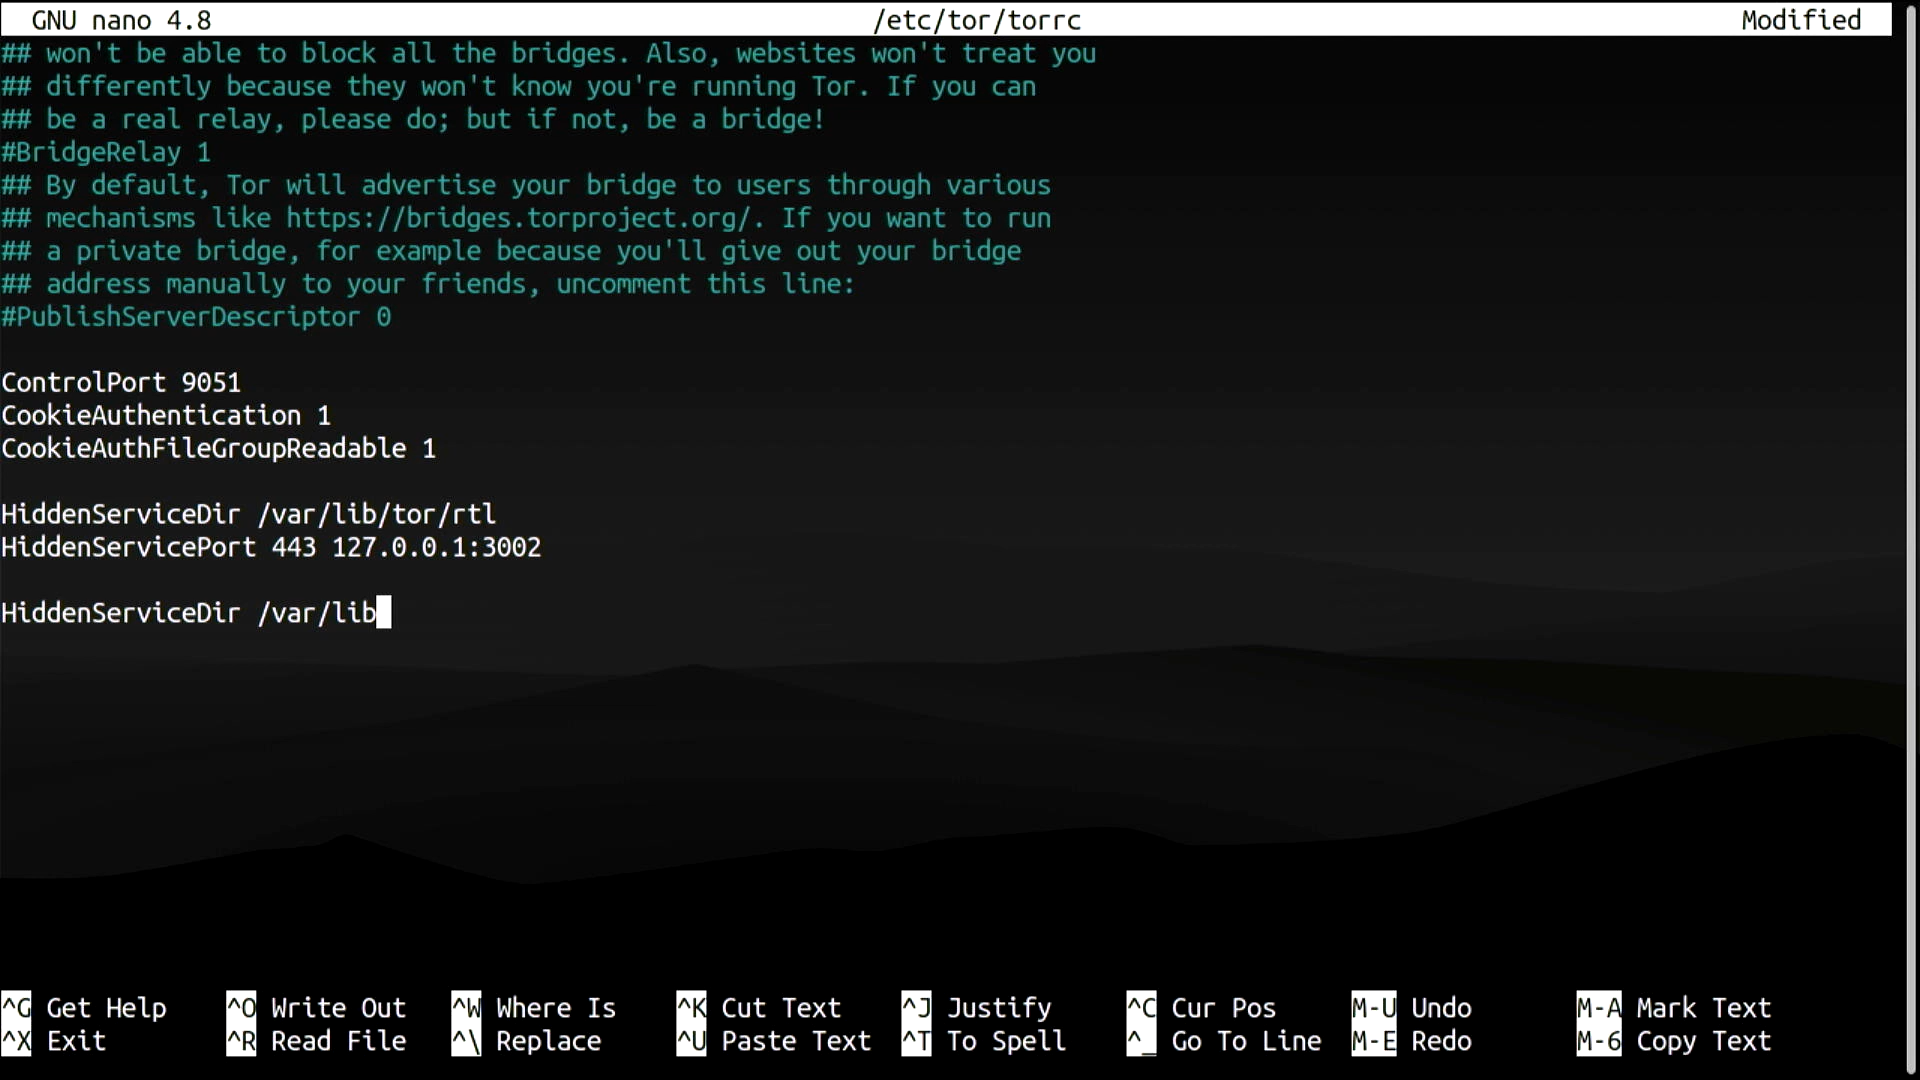 GNU nano 4.8 /etc/tor/torrc Modified
## won't be able to block all the bridges. Also, websites won't treat you
## differently because they won't know you're running Tor. If you can
## be a real relay, please do; but if not, be a bridge!
#BridgeRelay 1
## By default, Tor will advertise your bridge to users through various
## mechanisms like https://bridges.torproject.org/. If you want to run
## a private bridge, for example because you'll give out your bridge
## address manually to your friends, uncomment this line:
#PublishServerDescriptor 0
ControlPort 9051
CookieAuthentication 1
CookieAuthFileGroupReadable 1
HiddenServiceDir /var/lib/tor/rtl
HiddenServicePort 443 127.0.0.1:3002
HiddenServiceDir /var/lib
^G Get Help ^O Write Out ^W Where Is ^K Cut Text ^J Justify ^C Cur Pos M-U Undo M-A Mark Text
^X Exit ^R Read File ^\ Replace ^U Paste Text ^T To Spell ^_ Go To Line M-E Redo M-6 Copy Text